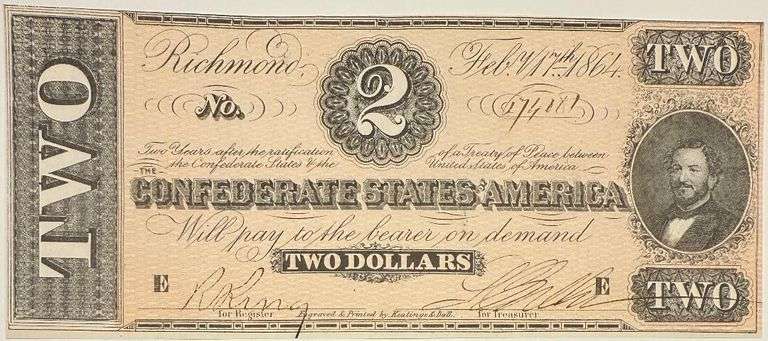 TWO
Richmond,
2
Feb.y 17th 1864.
TWO
No.
Two Years after the ratification of a Treaty of Peace between
the Confederate States & the United States of America
THE
CONFEDERATE STATES AMERICA
Will pay to the bearer on demand
TWO DOLLARS
E
E
TWO
for Register
Engraved & Printed by Keatinge & Ball.
for Treasurer